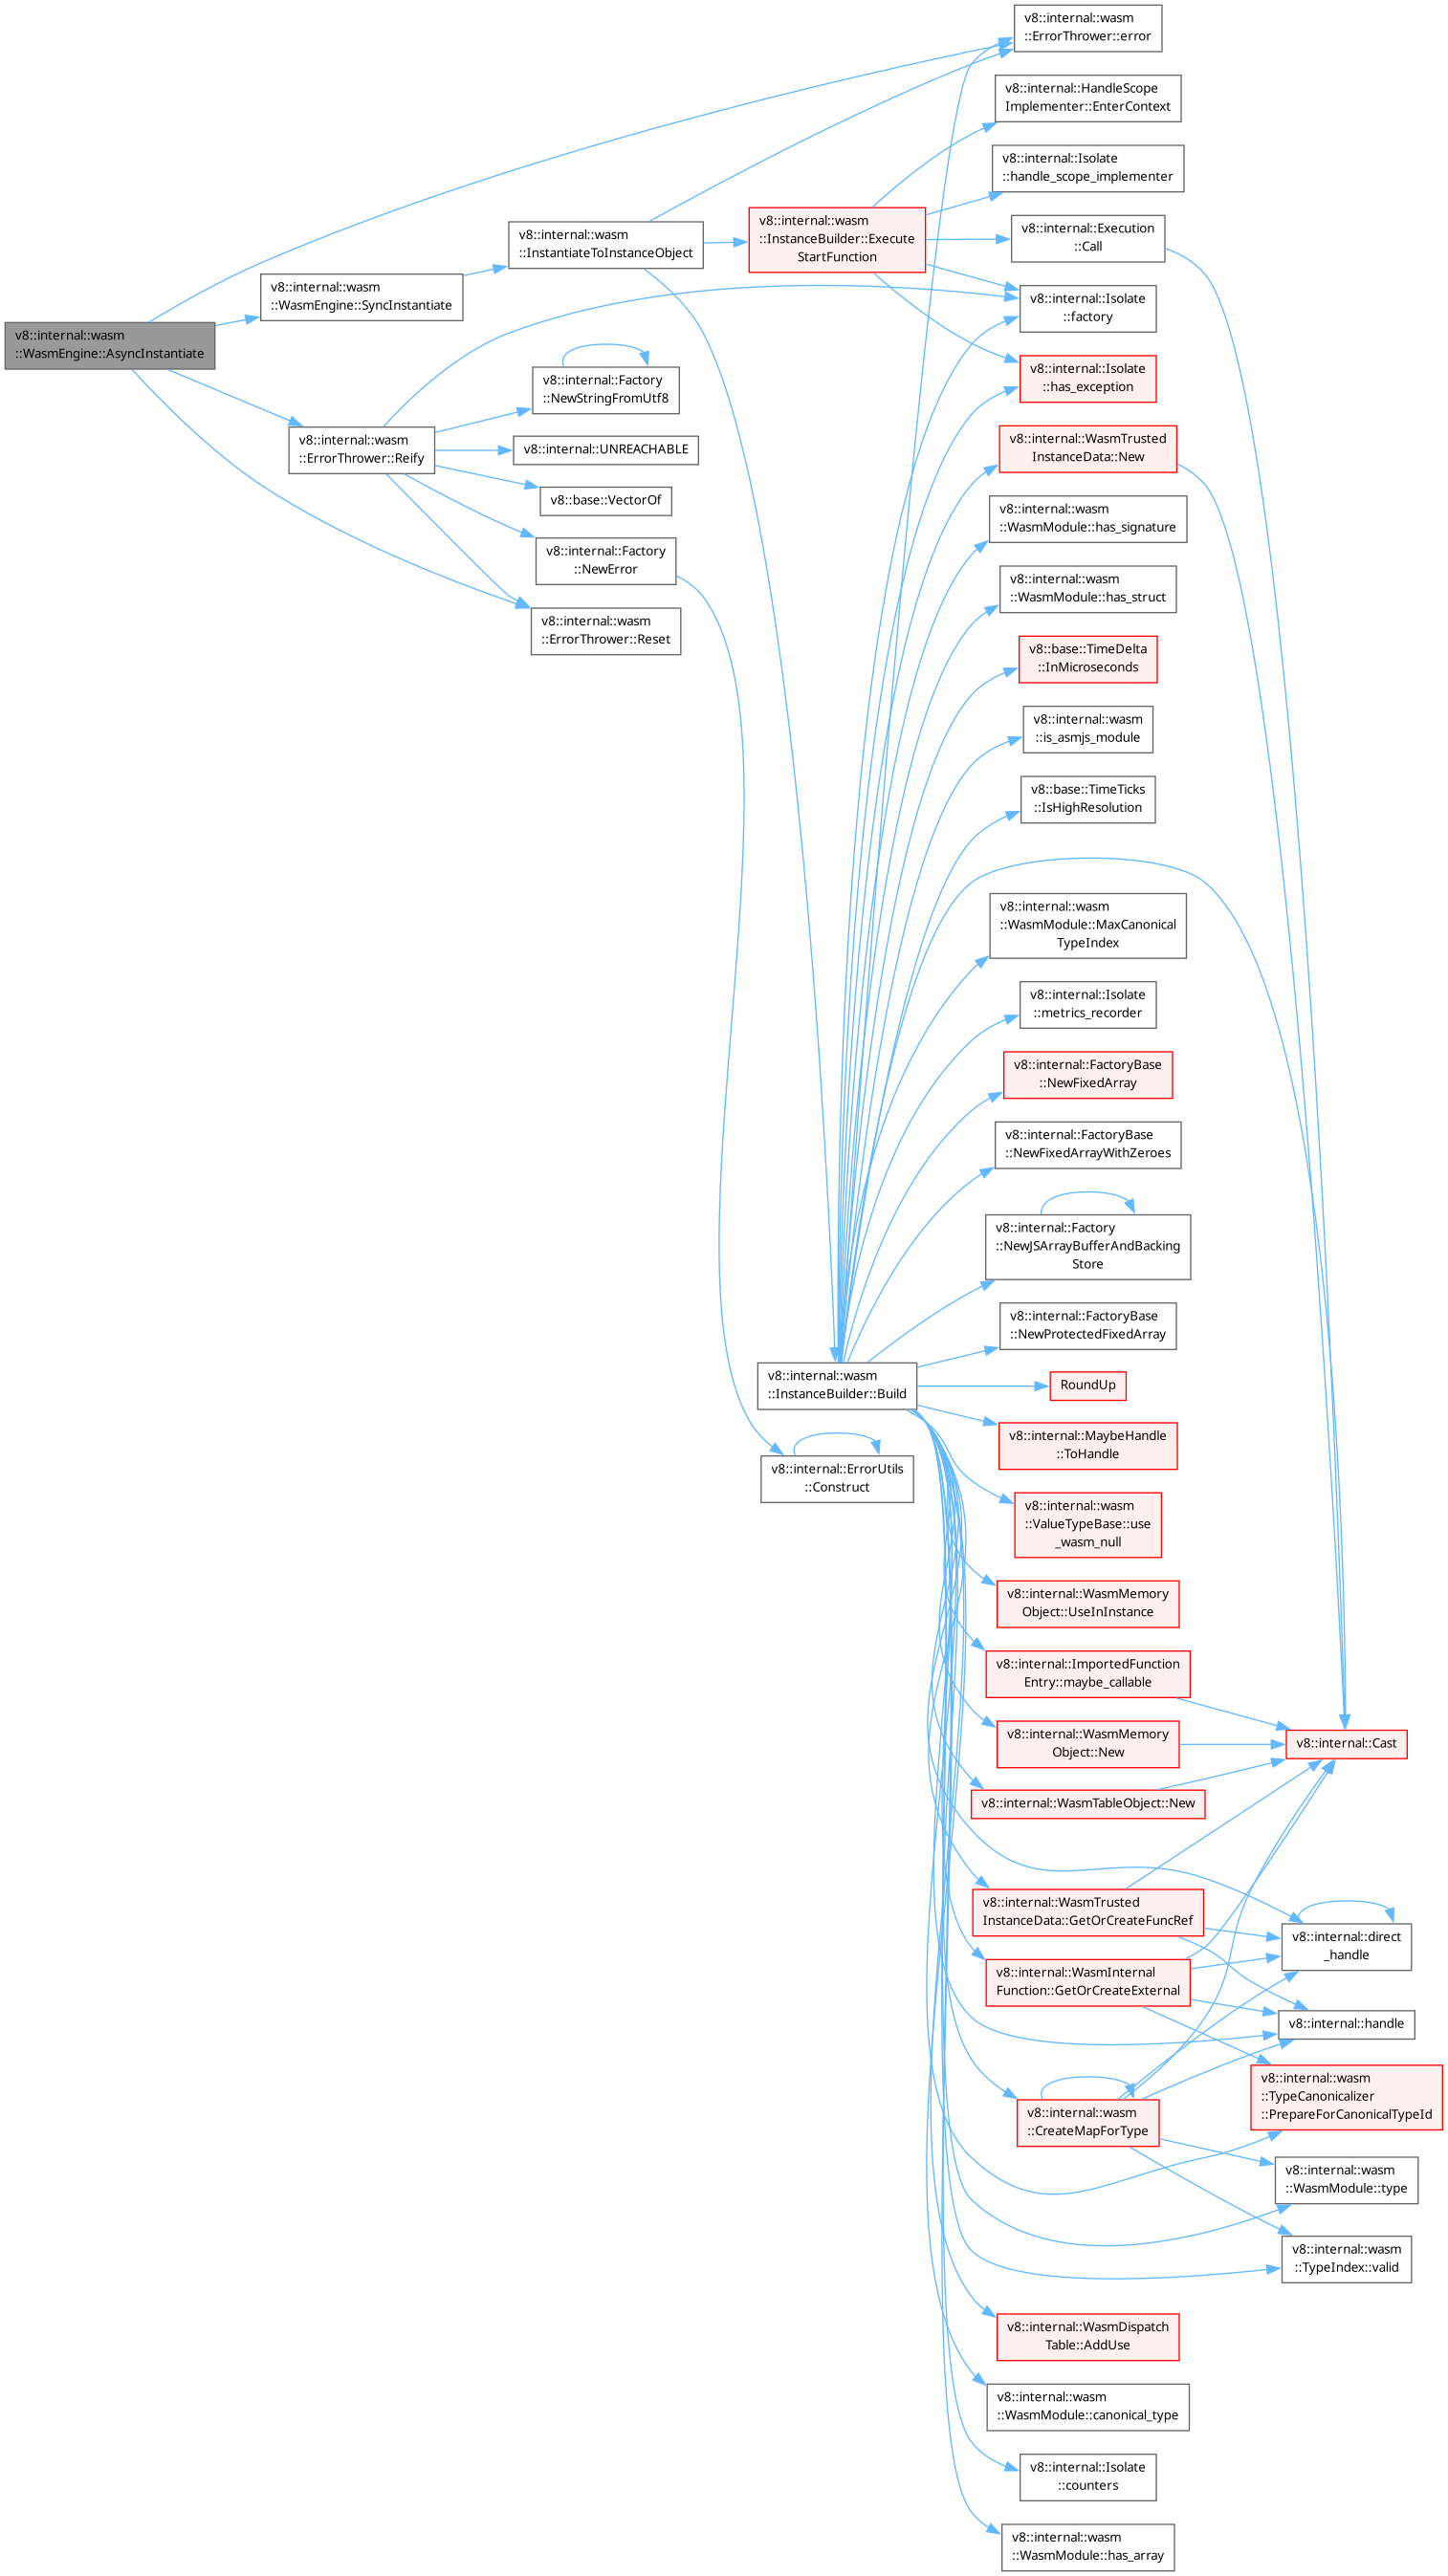 v8::internal::wasm
::ErrorThrower::error
v8::internal::HandleScope
Implementer::EnterContext
v8::internal::Isolate
::handle_scope_implementer
v8::internal::wasm
::InstanceBuilder::Execute
StartFunction
v8::internal::Execution
::Call
v8::internal::wasm
::InstantiateToInstanceObject
v8::internal::wasm
::WasmEngine::SyncInstantiate
v8::internal::Isolate
::factory
v8::internal::wasm
::WasmEngine::AsyncInstantiate
v8::internal::Isolate
::has_exception
v8::internal::Factory
::NewStringFromUtf8
v8::internal::wasm
::ErrorThrower::Reify
v8::internal::UNREACHABLE
v8::internal::WasmTrusted
InstanceData::New
v8::base::VectorOf
v8::internal::wasm
::WasmModule::has_signature
v8::internal::Factory
::NewError
v8::internal::wasm
::WasmModule::has_struct
v8::internal::wasm
::ErrorThrower::Reset
v8::base::TimeDelta
::InMicroseconds
v8::internal::wasm
::is_asmjs_module
v8::base::TimeTicks
::IsHighResolution
v8::internal::wasm
::WasmModule::MaxCanonical
TypeIndex
v8::internal::Isolate
::metrics_recorder
v8::internal::FactoryBase
::NewFixedArray
v8::internal::FactoryBase
::NewFixedArrayWithZeroes
v8::internal::Factory
::NewJSArrayBufferAndBacking
Store
v8::internal::FactoryBase
::NewProtectedFixedArray
v8::internal::wasm
::InstanceBuilder::Build
RoundUp
v8::internal::MaybeHandle
::ToHandle
v8::internal::ErrorUtils
::Construct
v8::internal::wasm
::ValueTypeBase::use
_wasm_null
v8::internal::WasmMemory
Object::UseInInstance
v8::internal::ImportedFunction
Entry::maybe_callable
v8::internal::WasmMemory
Object::New
v8::internal::Cast
v8::internal::WasmTableObject::New
v8::internal::WasmTrusted
InstanceData::GetOrCreateFuncRef
v8::internal::direct
_handle
v8::internal::WasmInternal
Function::GetOrCreateExternal
v8::internal::handle
v8::internal::wasm
::TypeCanonicalizer
::PrepareForCanonicalTypeId
v8::internal::wasm
::CreateMapForType
v8::internal::wasm
::WasmModule::type
v8::internal::wasm
::TypeIndex::valid
v8::internal::WasmDispatch
Table::AddUse
v8::internal::wasm
::WasmModule::canonical_type
v8::internal::Isolate
::counters
v8::internal::wasm
::WasmModule::has_array